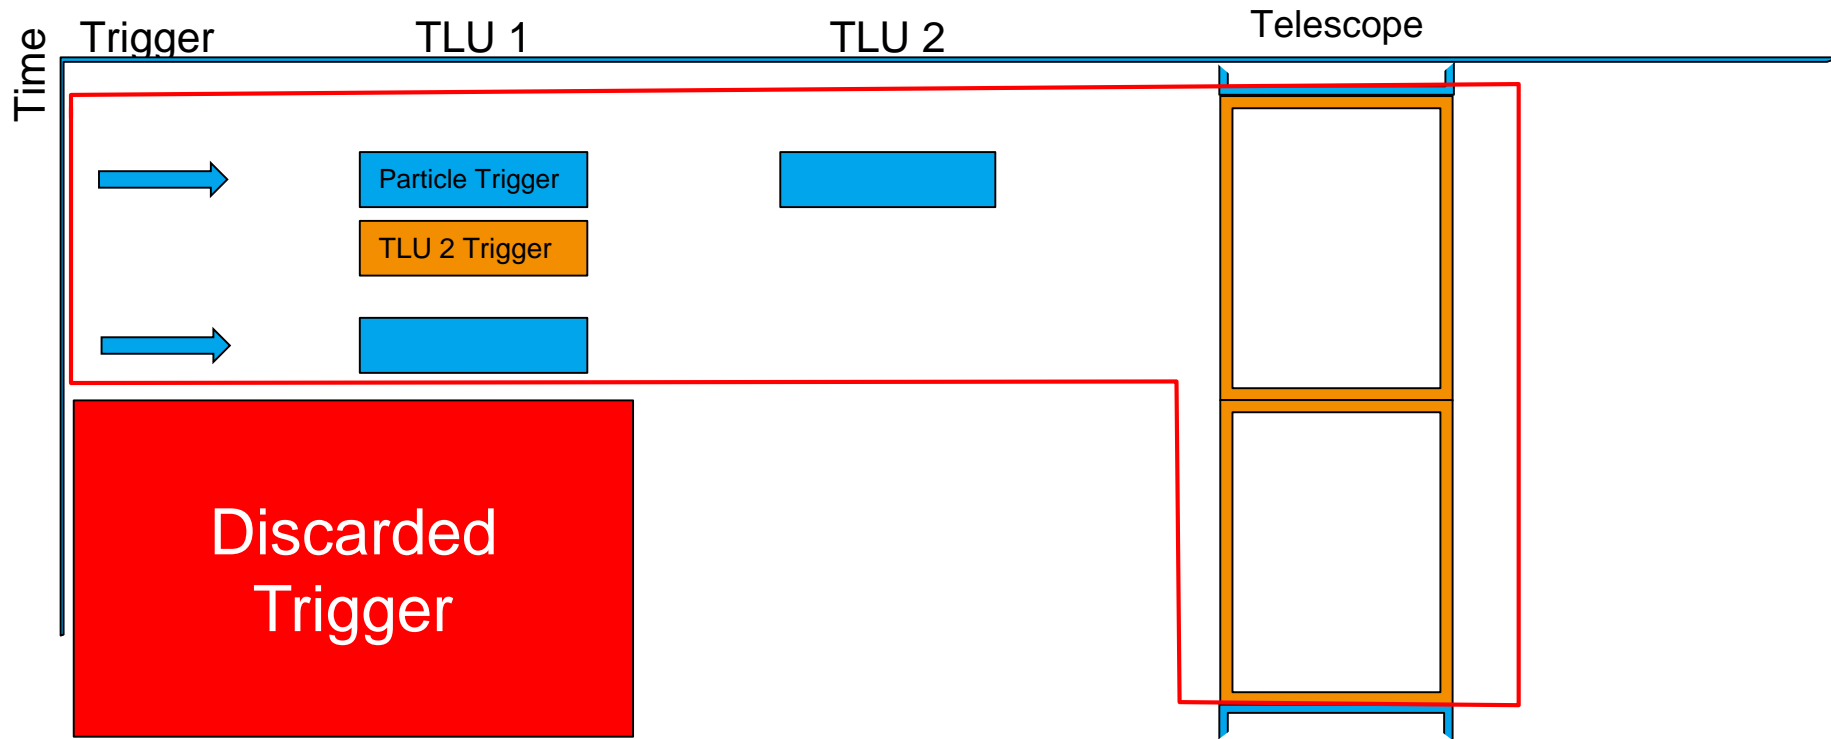 Time
Trigger
TLU 1
TLU 2
Telescope
Particle Trigger
TLU 2 Trigger
Discarded
Trigger